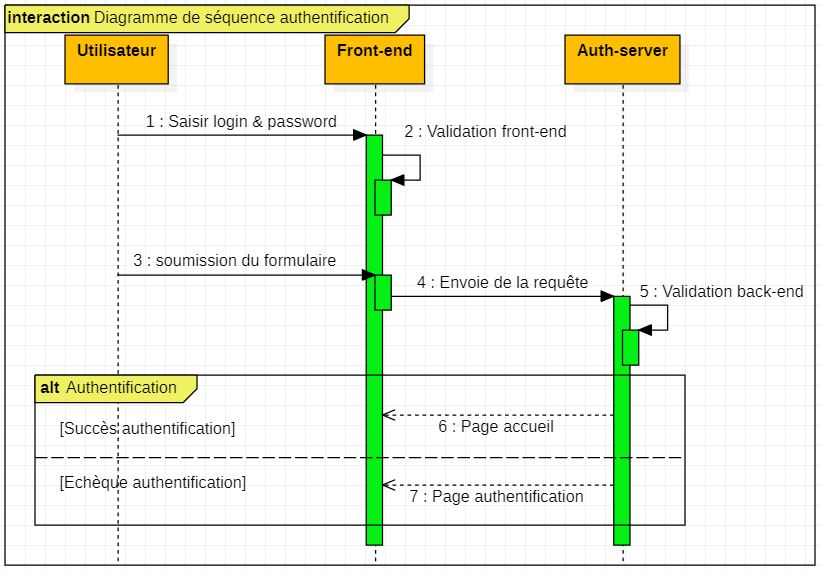 interaction Diagramme de séquence authentification
Utilisateur
Front-end
Auth-server
1 : Saisir login & password
2 : Validation front-end
3 : soumission du formulaire
4 : Envoie de la requête
5 : Validation back-end
alt Authentification
[Succès authentification]
6 : Page accueil
[Echèque authentification]
7 : Page authentification